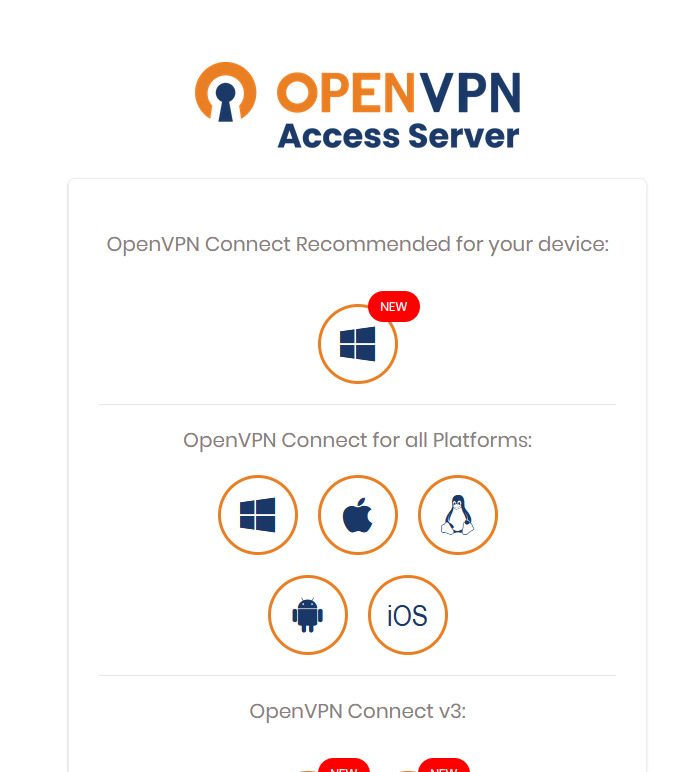 OPENVPN
Access Server
OpenVPN Connect Recommended for your device:
NEW
OpenVPN Connect for all Platforms:
iOS
OpenVPN Connect v3:
NEW NEW